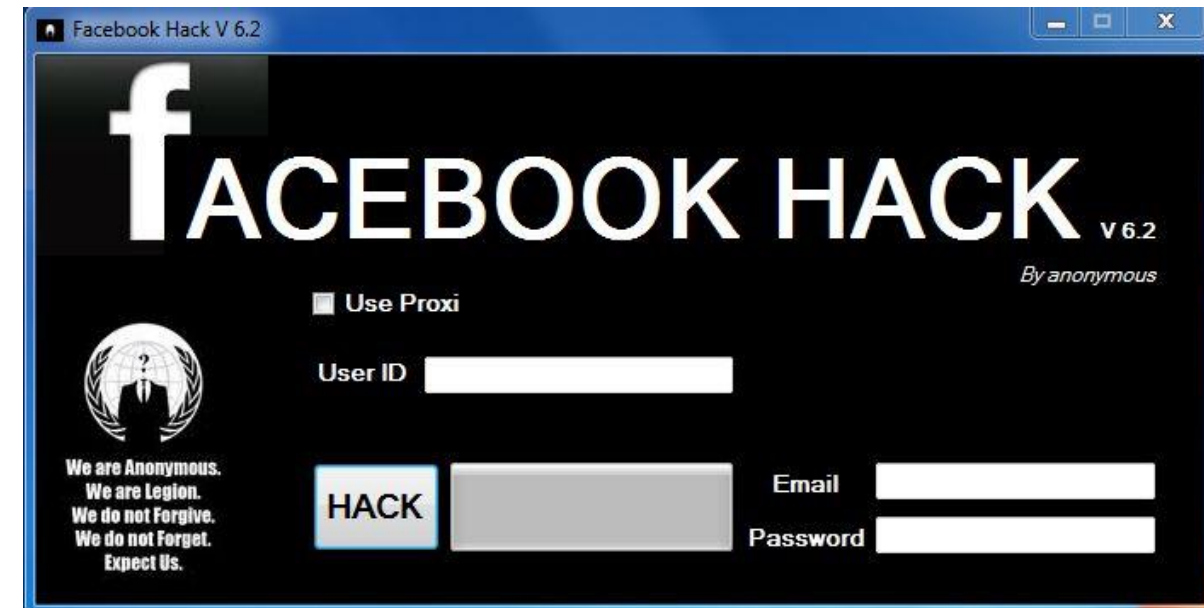 Facebook Hack V 6.2
X
fACEBOOK HACK V 6.2
By anonymous
Use Proxi
User ID
?
We are Anonymous.
We are Legion.
We do not Forgive.
We do not Forget.
Expect Us.
HACK
Email
Password